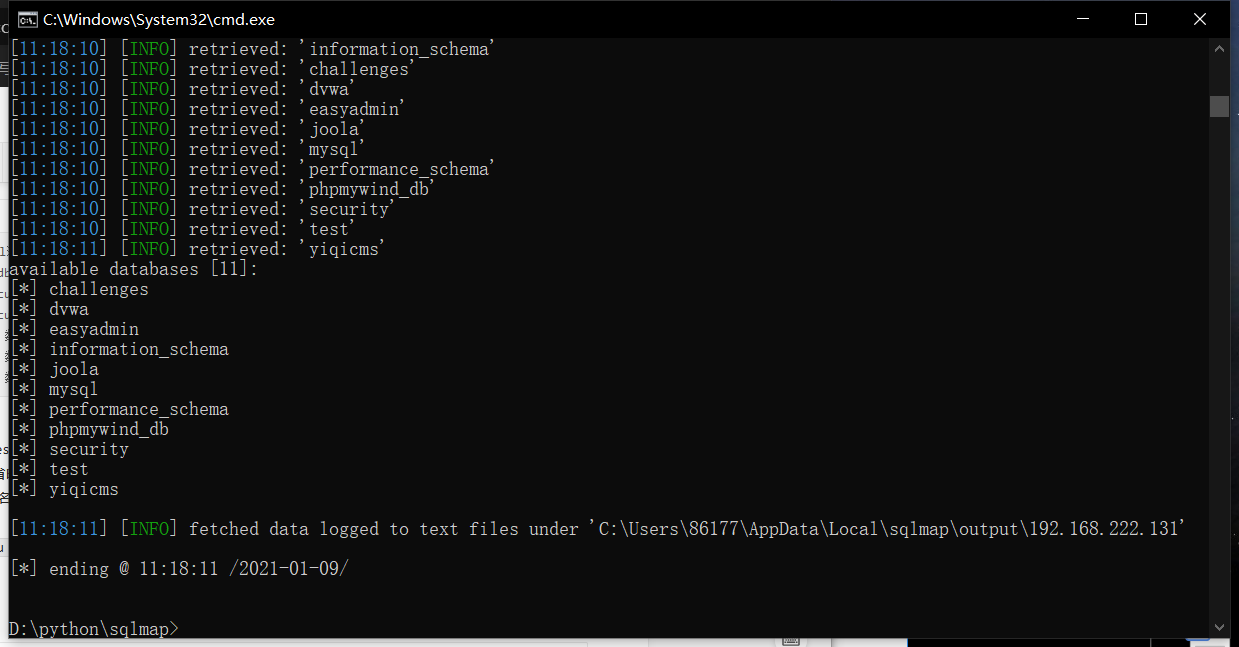 C:\Windows\System32\cmd.exe
[11:18:10] [INFO] retrieved: 'information_schema'
[11:18:10] [INFO] retrieved: 'challenges'
[11:18:10] [INFO] retrieved: 'dvwa'
[11:18:10] [INFO] retrieved: 'easyadmin'
[11:18:10] [INFO] retrieved: 'joola'
[11:18:10] [INFO] retrieved: 'mysql'
[11:18:10] [INFO] retrieved: 'performance_schema'
[11:18:10] [INFO] retrieved: 'phpmywind_db'
[11:18:10] [INFO] retrieved: 'security'
[11:18:10] [INFO] retrieved: 'test'
[11:18:11] [INFO] retrieved: 'yiqicms'
available databases [11]:
[*] challenges
[*] dvwa
[*] easyadmin
[*] information_schema
[*] joola
[*] mysql
[*] performance_schema
[*] phpmywind_db
[*] security
[*] test
[*] yiqicms
[11:18:11] [INFO] fetched data logged to text files under 'C:\Users\86177\AppData\Local\sqlmap\output\192.168.222.131'
[*] ending @ 11:18:11 /2021-01-09/
D:\python\sqlmap>